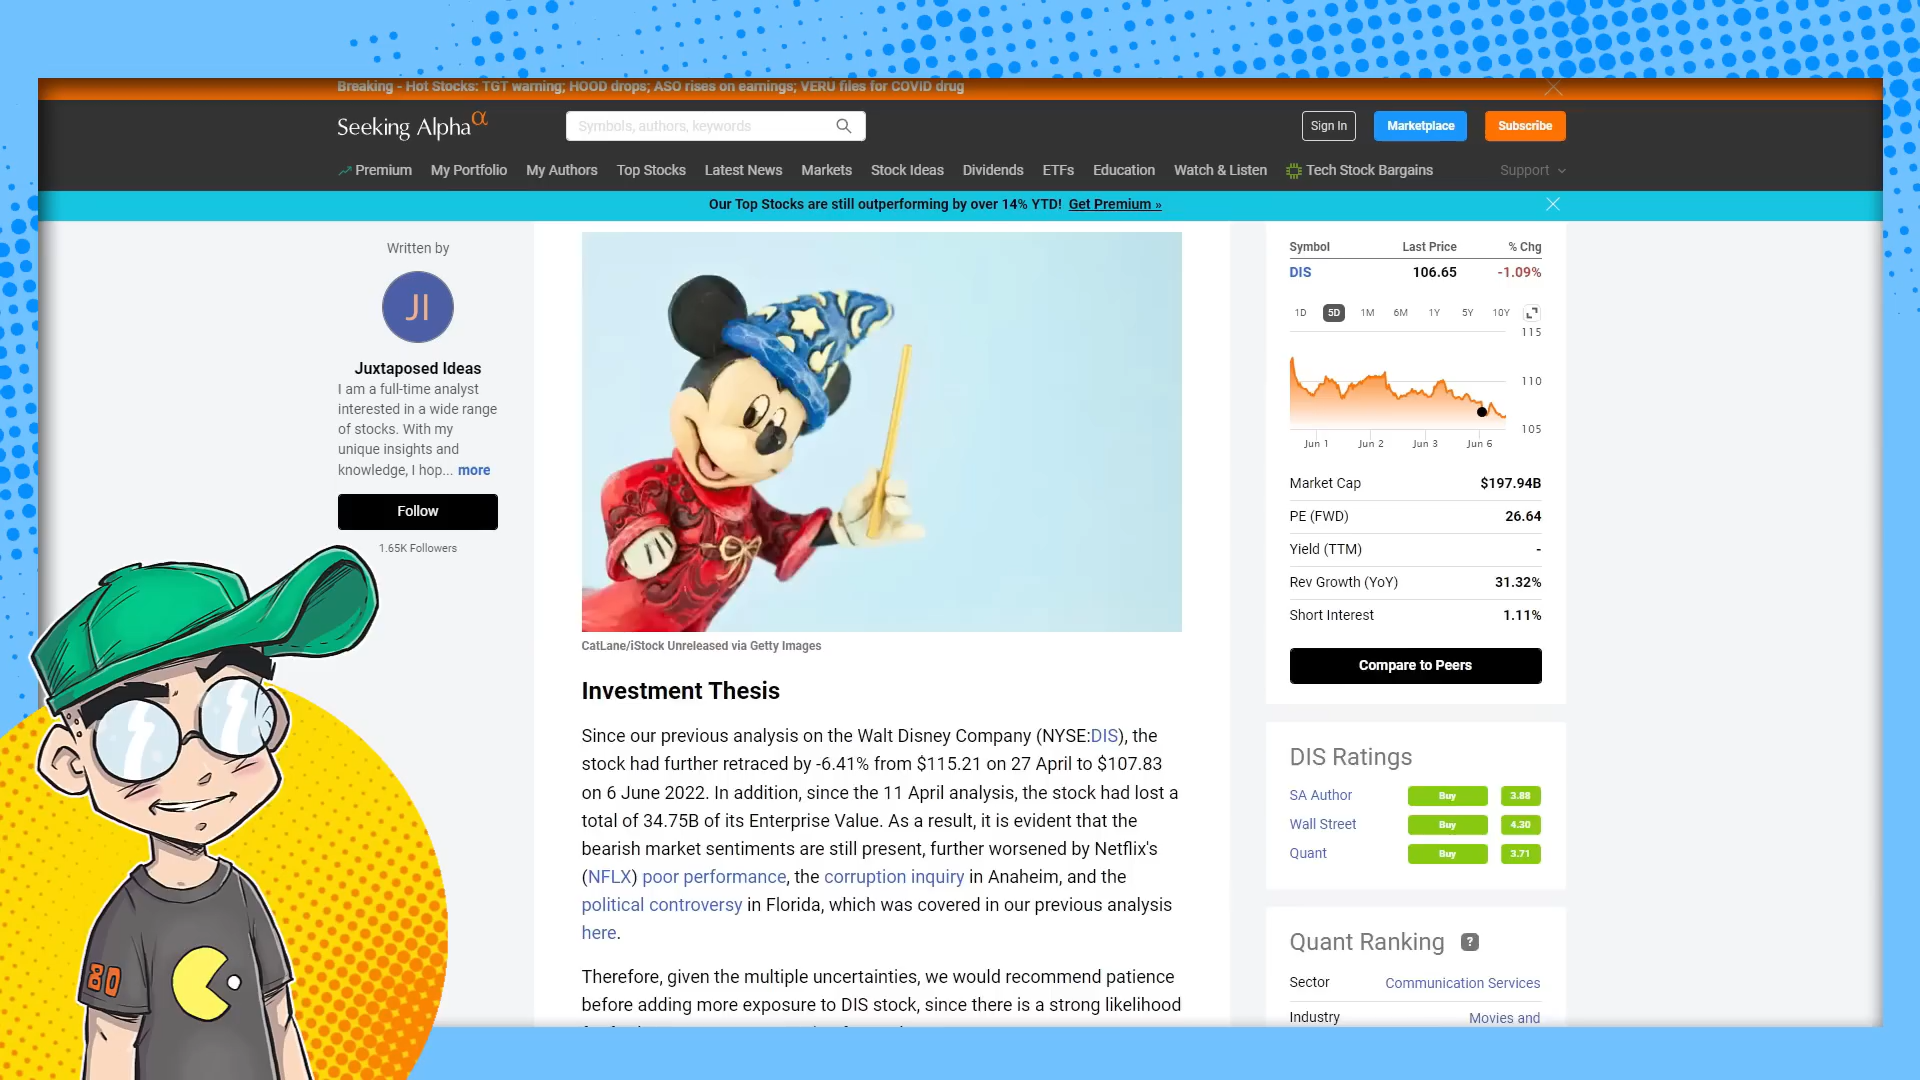 Breaking - Hot Stocks: TGT warning; HOOD drops; ASO rises on earnings; VERU files for COVID drug
Seeking Alpha α
Symbols, authors, keywords
Sign In
Marketplace
Subscribe
Premium My Portfolio My Authors Top Stocks Latest News Markets Stock Ideas Dividends ETFs Education Watch & Listen Tech Stock Bargains Support
Our Top Stocks are still outperforming by over 14% YTD! Get Premium »
Written by
JI
Juxtaposed Ideas
I am a full-time analyst
interested in a wide range
of stocks. With my
unique insights and
knowledge, I hop... more
Follow
1.65K Followers
CatLane/iStock Unreleased via Getty Images
Investment Thesis
Since our previous analysis on the Walt Disney Company (NYSE:DIS), the
stock had further retraced by -6.41% from $115.21 on 27 April to $107.83
on 6 June 2022. In addition, since the 11 April analysis, the stock had lost a
total of 34.75B of its Enterprise Value. As a result, it is evident that the
bearish market sentiments are still present, further worsened by Netflix's
(NFLX) poor performance, the corruption inquiry in Anaheim, and the
political controversy in Florida, which was covered in our previous analysis
here.
Therefore, given the multiple uncertainties, we would recommend patience
before adding more exposure to DIS stock, since there is a strong likelihood
Symbol Last Price % Chg
DIS 106.65 -1.09%
1D 5D 1M 6M 1Y 5Y 10Y
115
110
105
Jun 1 Jun 2 Jun 3 Jun 6
Market Cap $197.94B
PE (FWD) 26.64
Yield (TTM) -
Rev Growth (YoY) 31.32%
Short Interest 1.11%
Compare to Peers
DIS Ratings
SA Author Buy 3.88
Wall Street Buy 4.30
Quant Buy 3.71
Quant Ranking ?
Sector Communication Services
Industry Movies and
80